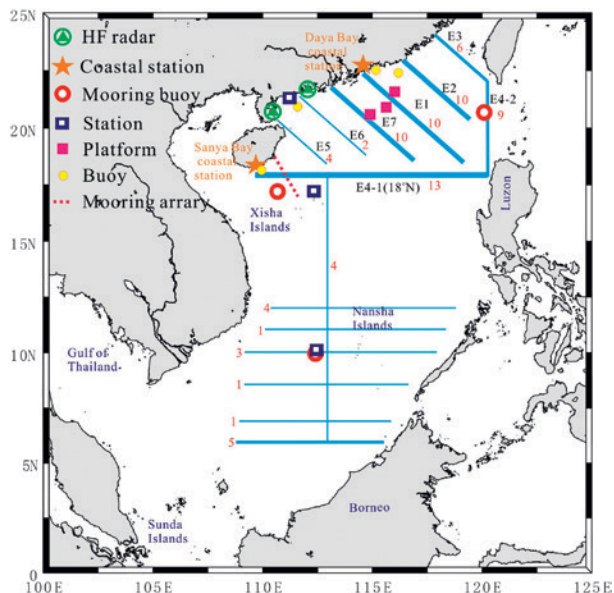 25N
20N
15N
10N
5N
0
HF radar
Coastal station
Mooring buoy
Station
Platform
Buoy
Mooring arrary
Daya Bay
coastal
station
E3
6
E2
10
E4-2
9
E1
10
E7
10
E6
2
E5
4
Sanya Bay
coastal
station
E4-1(18°N)
13
Xisha
Islands
Luzon
4
4
Nansha
Islands
1
3
1
1
5
Gulf of
Thailand
Sunda
Islands
Borneo
100E
105E
110E
115E
120E
125E